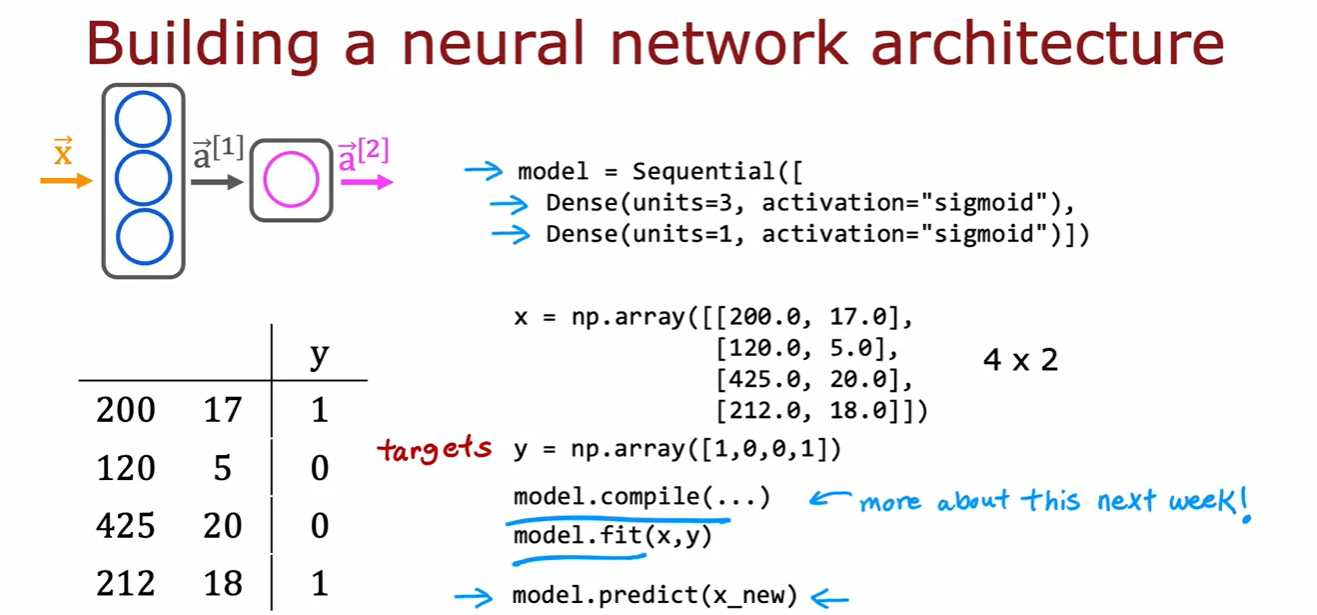 Building a neural network architecture
x⃗
a⃗[1]
a⃗[2]
model = Sequential([
Dense(units=3, activation="sigmoid"),
Dense(units=1, activation="sigmoid")])
x = np.array([[200.0, 17.0],
[120.0, 5.0],
[425.0, 20.0],
[212.0, 18.0]])
4 x 2
targets y = np.array([1,0,0,1])
model.compile(...) ← more about this next week!
model.fit(x,y)
model.predict(x_new)
y
200 17 1
120 5 0
425 20 0
212 18 1